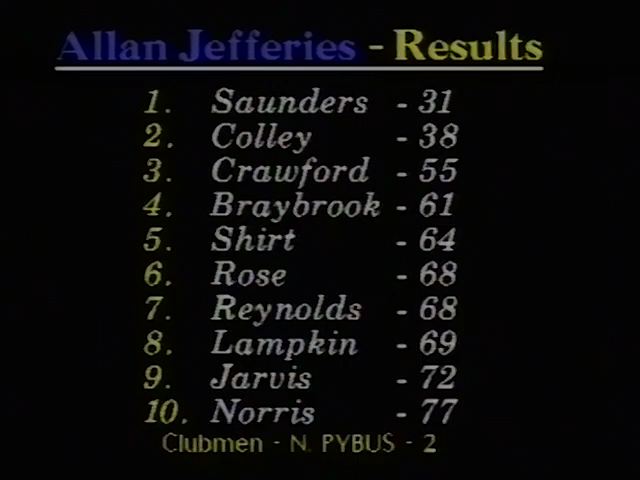 Allan Jefferies - Results
1. Saunders - 31
2. Colley - 38
3. Crawford - 55
4. Braybrook - 61
5. Shirt - 64
6. Rose - 68
7. Reynolds - 68
8. Lampkin - 69
9. Jarvis - 72
10. Norris - 77
Clubmen - N. PYBUS - 2